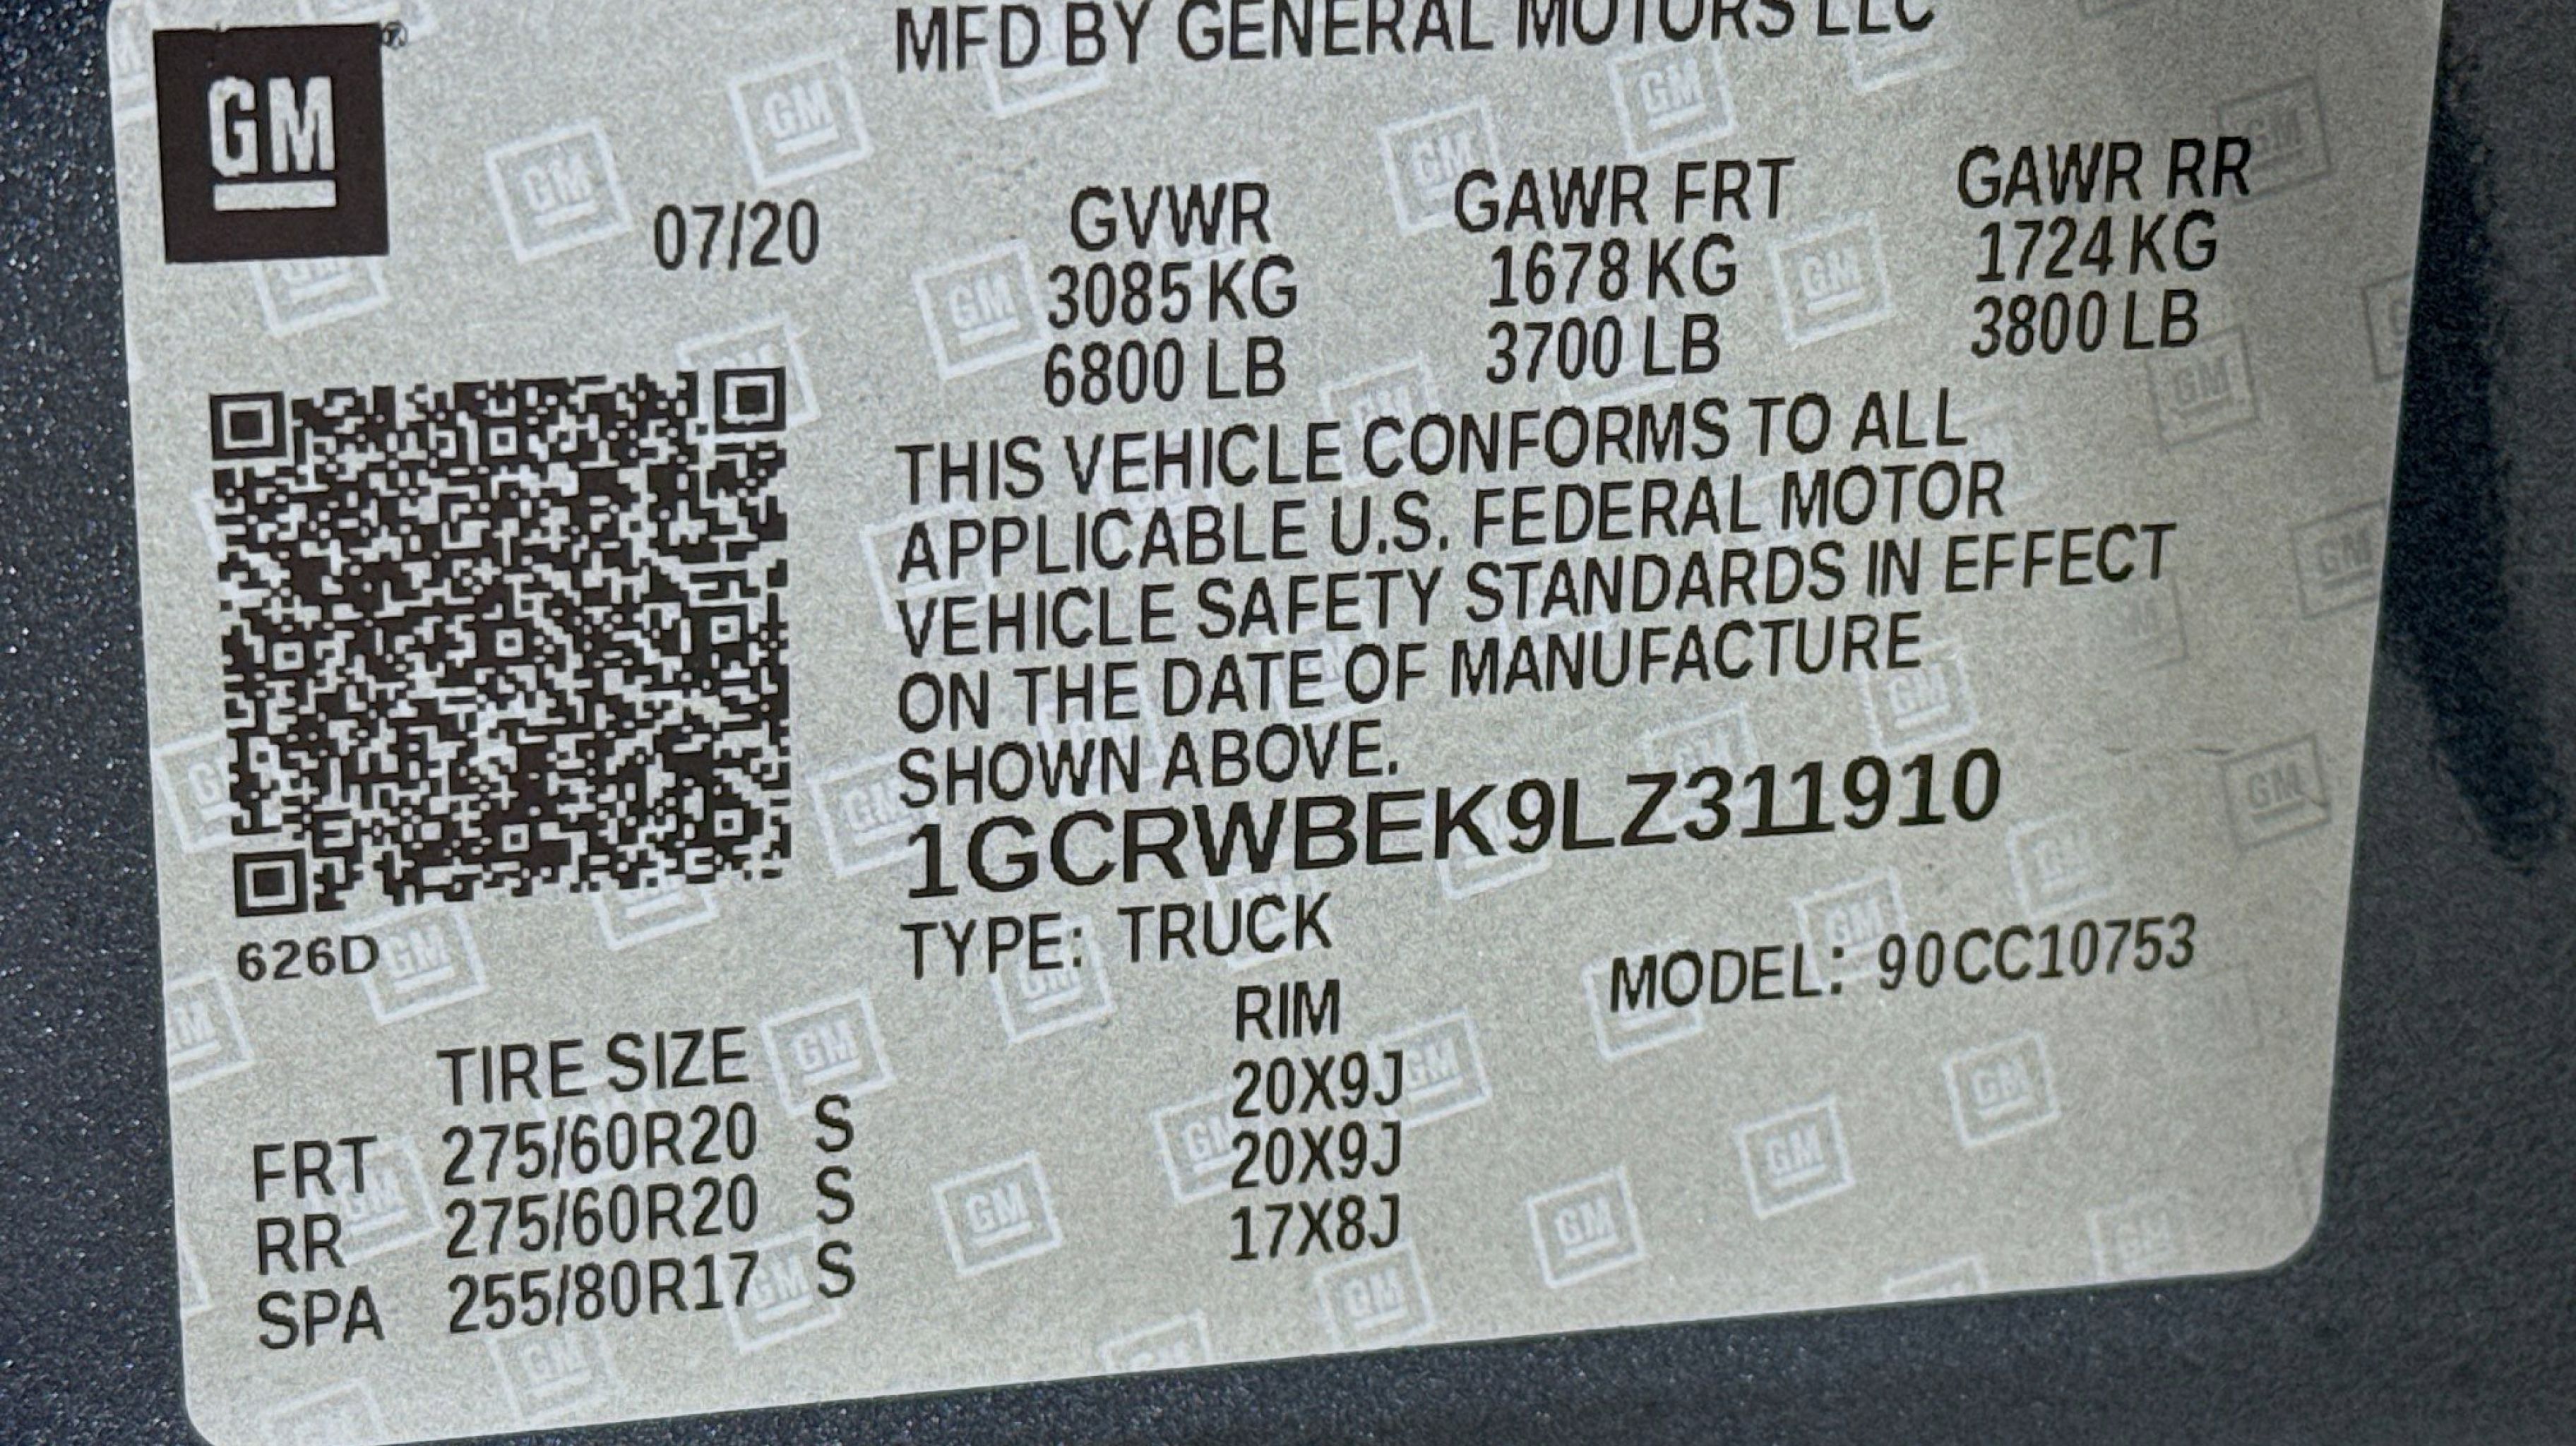 MFD BY GENERAL MOTORS LLC
GM
07/20
GVWR GAWR FRT GAWR RR
3085 KG 1678 KG 1724 KG
6800 LB 3700 LB 3800 LB
THIS VEHICLE CONFORMS TO ALL
APPLICABLE U.S. FEDERAL MOTOR
VEHICLE SAFETY STANDARDS IN EFFECT
ON THE DATE OF MANUFACTURE
SHOWN ABOVE.
1GCRWBEK9LZ311910
626D
TYPE: TRUCK MODEL: 90CC10753
TIRE SIZE RIM
FRT 275/60R20 S 20X9J
RR 275/60R20 S 20X9J
SPA 255/80R17 S 17X8J